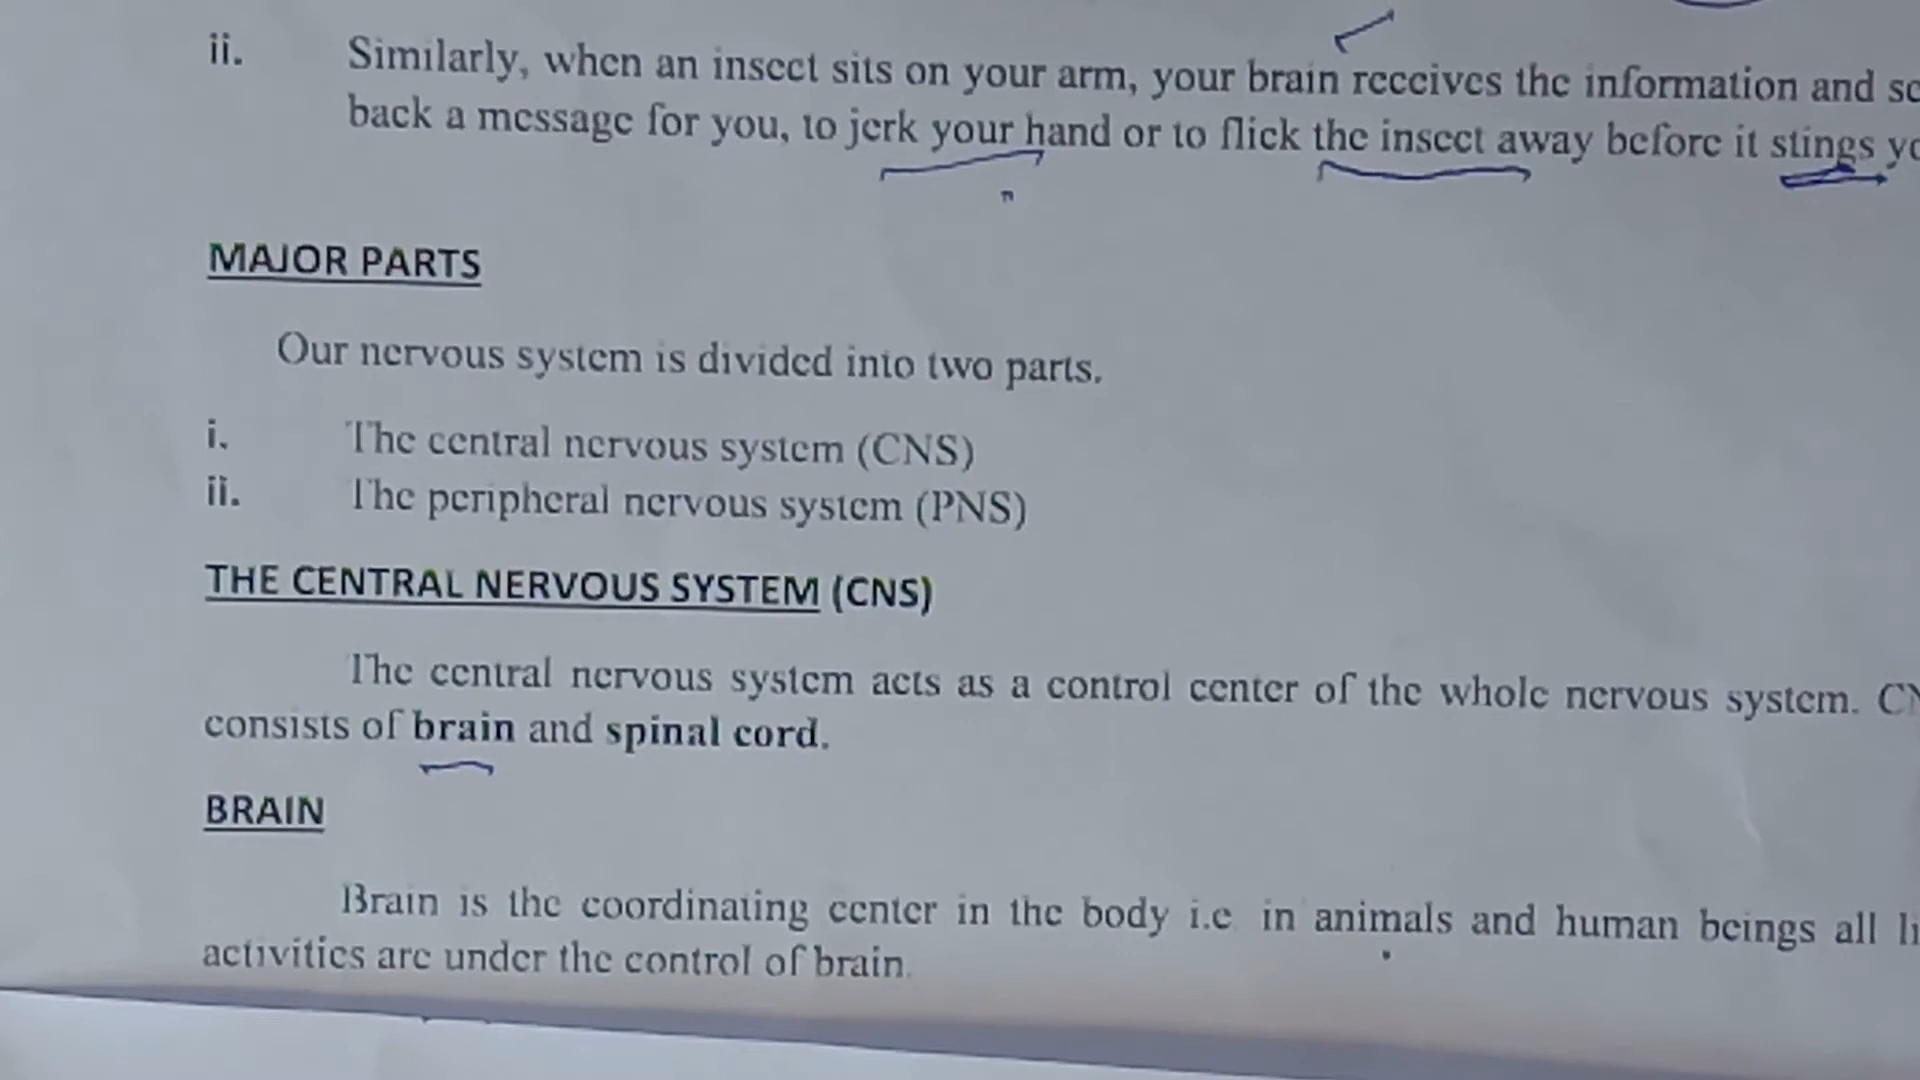 ii. Similarly, when an insect sits on your arm, your brain receives the information and
back a message for you, to jerk your hand or to flick the insect away before it stings
MAJOR PARTS
Our nervous system is divided into two parts.
i. The central nervous system (CNS)
ii. The peripheral nervous system (PNS)
THE CENTRAL NERVOUS SYSTEM (CNS)
The central nervous system acts as a control center of the whole nervous system.
consists of brain and spinal cord.
BRAIN
Brain is the coordinating center in the body i.e in animals and human beings all
activities are under the control of brain.